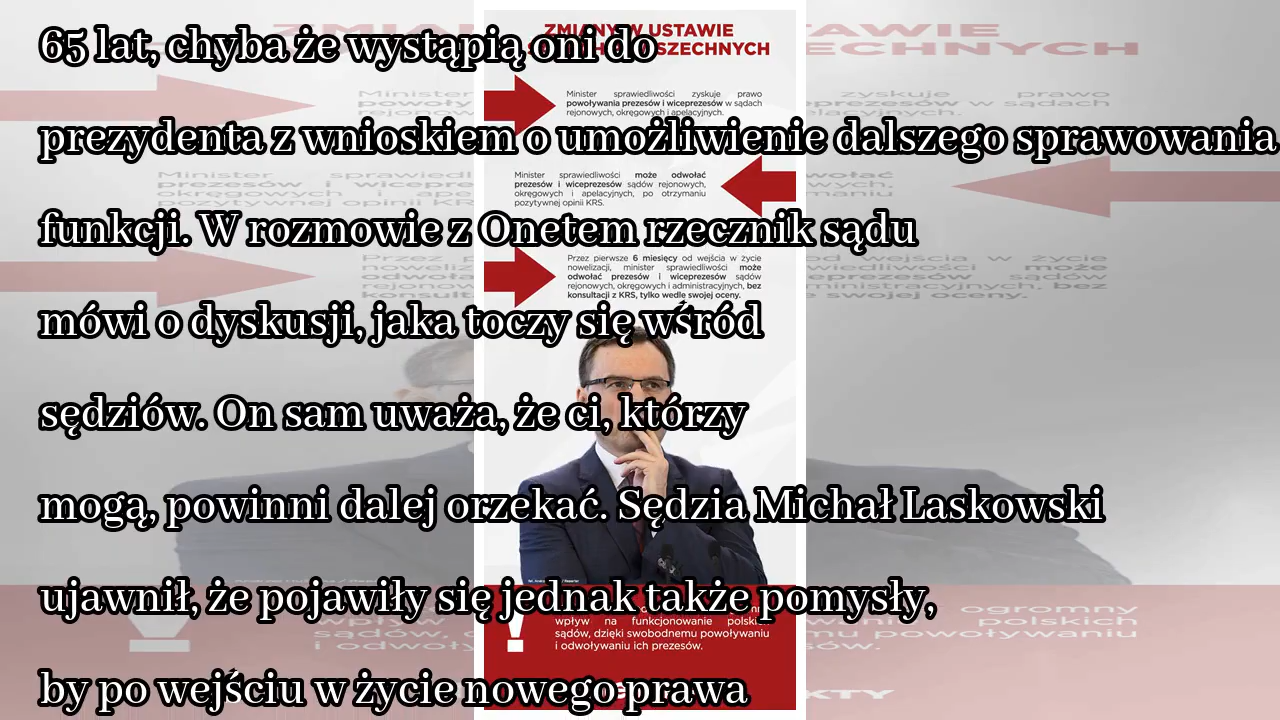 65 lat, chyba że wystąpią oni do
prezydenta z wnioskiem o umożliwienie dalszego sprawowania
funkcji. W rozmowie z Onetem rzecznik sądu
mówi o dyskusji, jaka toczy się wśród
sędziów. On sam uważa, że ci, którzy
mogą, powinni dalej orzekać. Sędzia Michał Laskowski
ujawnił, że pojawiły się jednak także pomysły,
by po wejściu w życie nowego prawa
ZMIANY W USTAWIE
Minister sprawiedliwości zyskuje prawo
powoływania prezesów i wiceprezesów w sądach
rejonowych, okręgowych i apelacyjnych.
Minister sprawiedliwości może odwołać
prezesów i wiceprezesów sądów rejonowych,
okręgowych i apelacyjnych, po otrzymaniu
pozytywnej opinii KRS.
Przez pierwsze 6 miesięcy od wejścia w życie
nowelizacji, minister sprawiedliwości może
odwołać prezesów i wiceprezesów sądów
rejonowych, okręgowych i administracyjnych, bez
konsultacji z KRS, tylko wedle swojej oceny.
! wpływ na funkcjonowanie polskich
sądów, dzięki swobodnemu powoływaniu
i odwoływaniu ich prezesów.